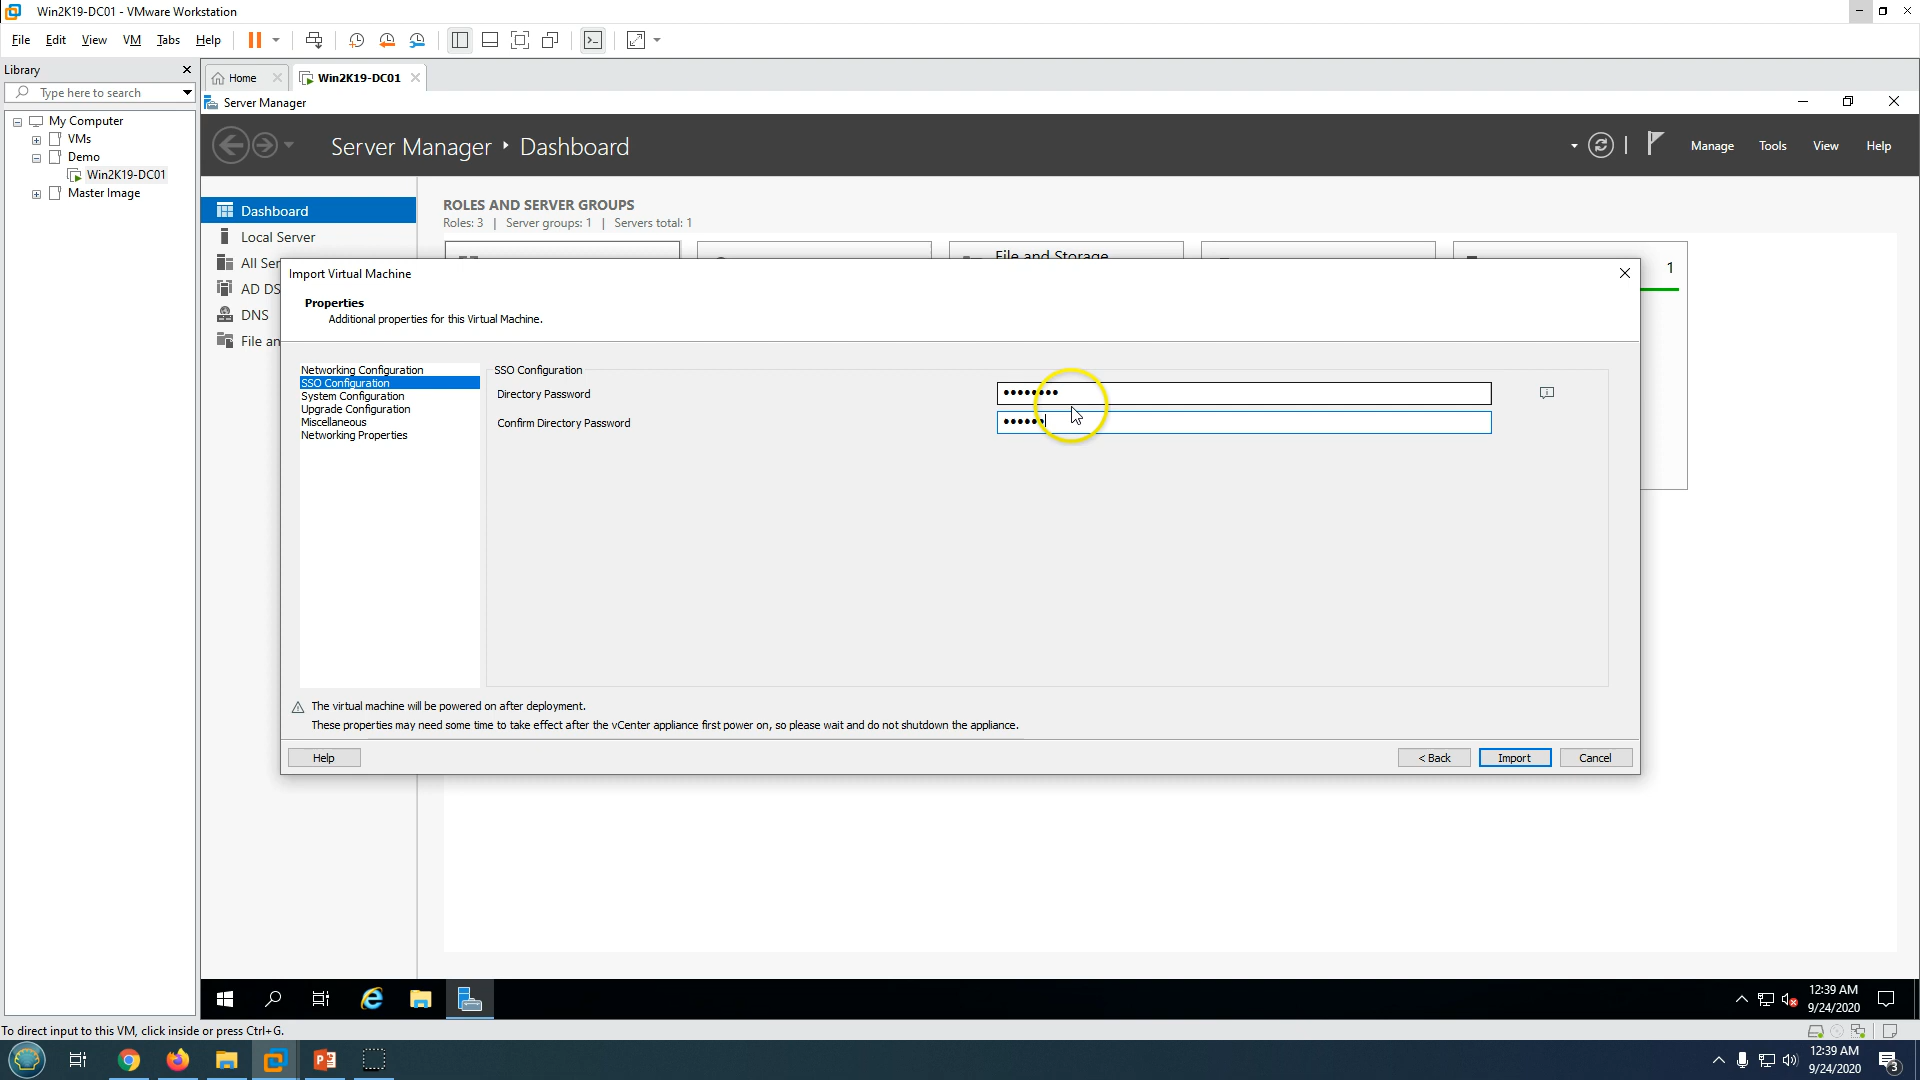 Win2K19-DC01 - VMware Workstation
File Edit View VM Tabs Help
Library
Type here to search
My Computer
VMs
Demo
Win2K19-DC01
Master Image
Home
Win2K19-DC01
Server Manager
Server Manager • Dashboard
Manage Tools View Help
Dashboard
Local Server
All Ser
AD DS
DNS
File an
ROLES AND SERVER GROUPS
Roles: 3 | Server groups: 1 | Servers total: 1
File and Storage
1
Import Virtual Machine
Properties
Additional properties for this Virtual Machine.
Networking Configuration
SSO Configuration
System Configuration
Upgrade Configuration
Miscellaneous
Networking Properties
SSO Configuration
Directory Password
Confirm Directory Password
The virtual machine will be powered on after deployment.
These properties may need some time to take effect after the vCenter appliance first power on, so please wait and do not shutdown the appliance.
Help
< Back
Import
Cancel
12:39 AM
9/24/2020
To direct input to this VM, click inside or press Ctrl+G.
12:39 AM
9/24/2020
3